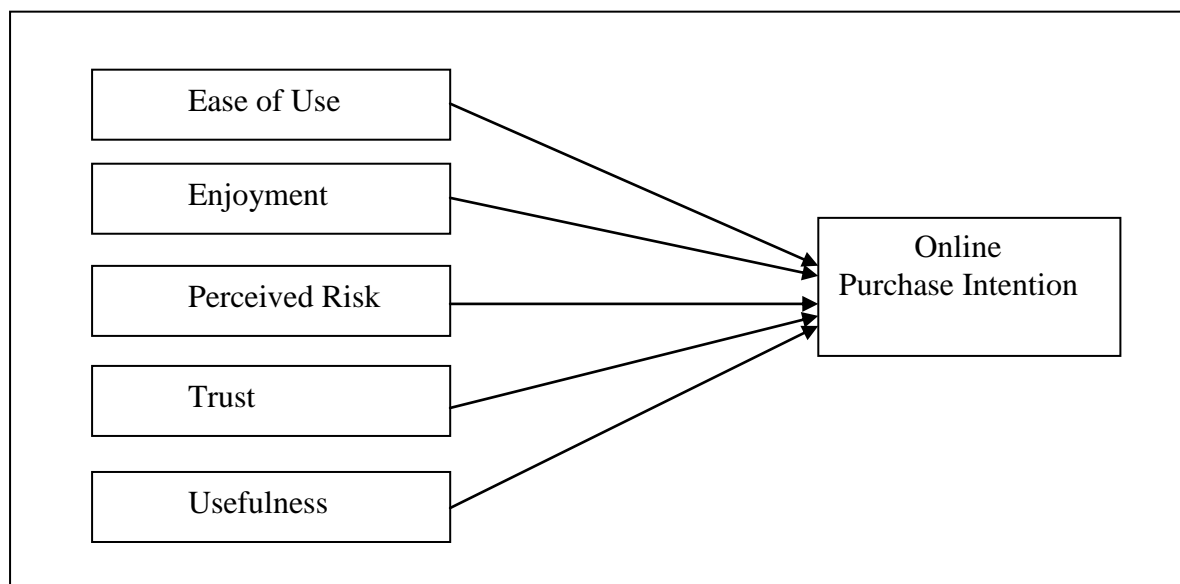 Ease of Use
Enjoyment
Perceived Risk
Trust
Usefulness
Online
Purchase Intention